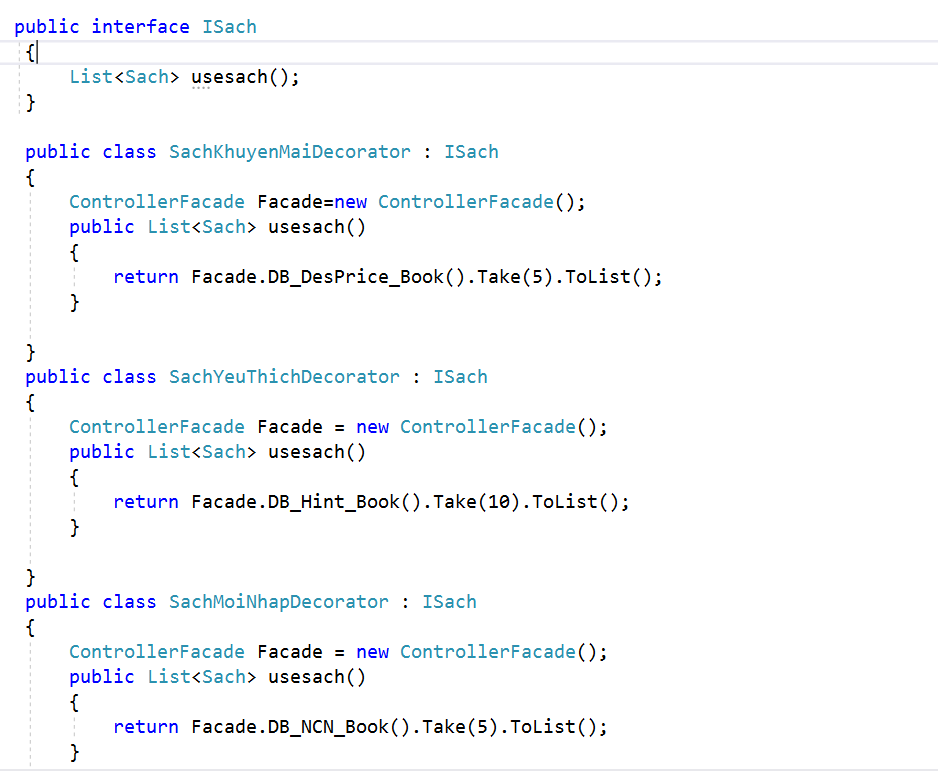 public interface ISach
{
List<Sach> usesach();
}
public class SachKhuyenMaiDecorator : ISach
{
ControllerFacade Facade=new ControllerFacade();
public List<Sach> usesach()
{
return Facade.DB_DesPrice_Book().Take(5).ToList();
}
}
public class SachYeuThichDecorator : ISach
{
ControllerFacade Facade = new ControllerFacade();
public List<Sach> usesach()
{
return Facade.DB_Hint_Book().Take(10).ToList();
}
}
public class SachMoiNhapDecorator : ISach
{
ControllerFacade Facade = new ControllerFacade();
public List<Sach> usesach()
{
return Facade.DB_NCN_Book().Take(5).ToList();
}